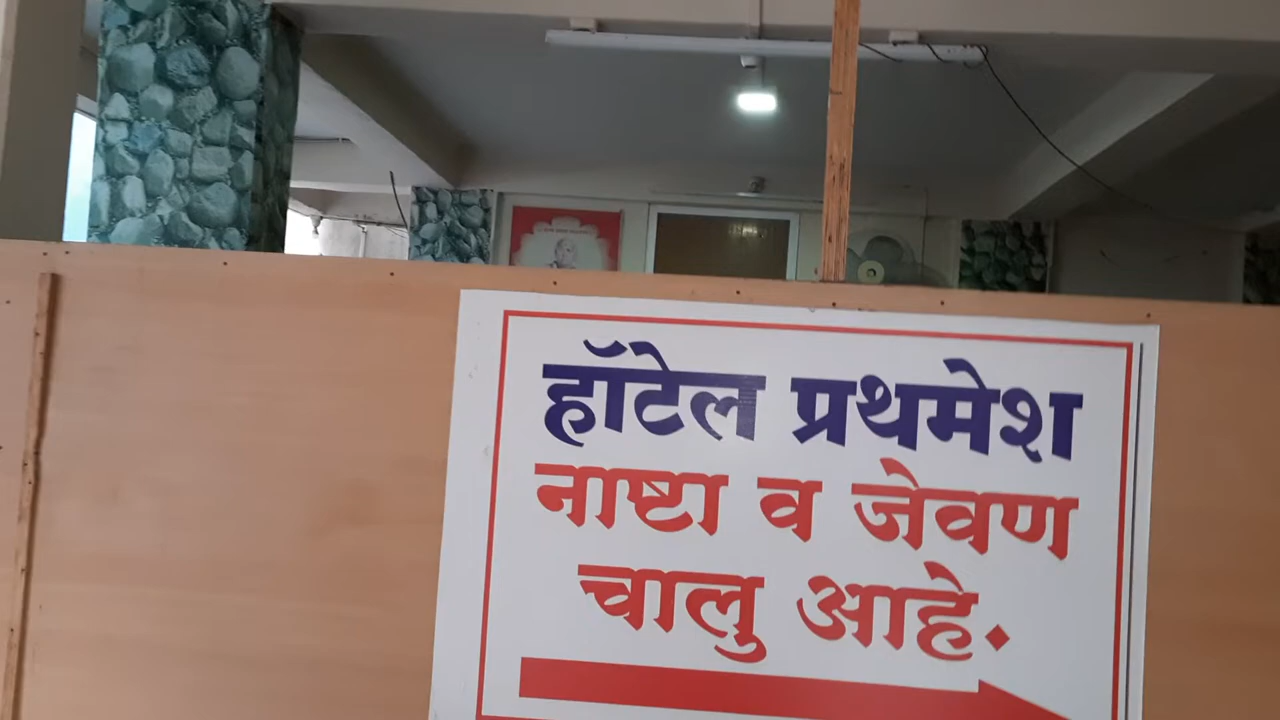 हॉटेल प्रथमेश
नाष्टा व जेवण
चालु आहे.